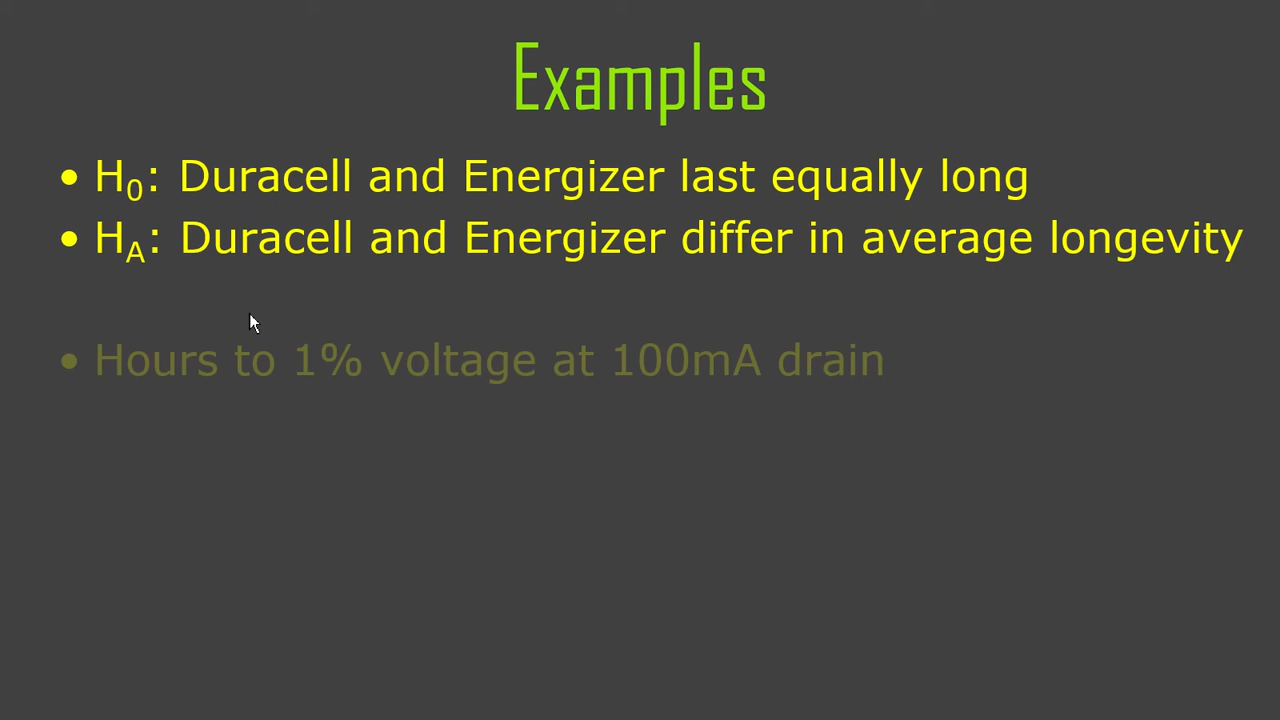 Examples
• H₀: Duracell and Energizer last equally long
• Hₐ: Duracell and Energizer differ in average longevity
• Hours to 1% voltage at 100mA drain